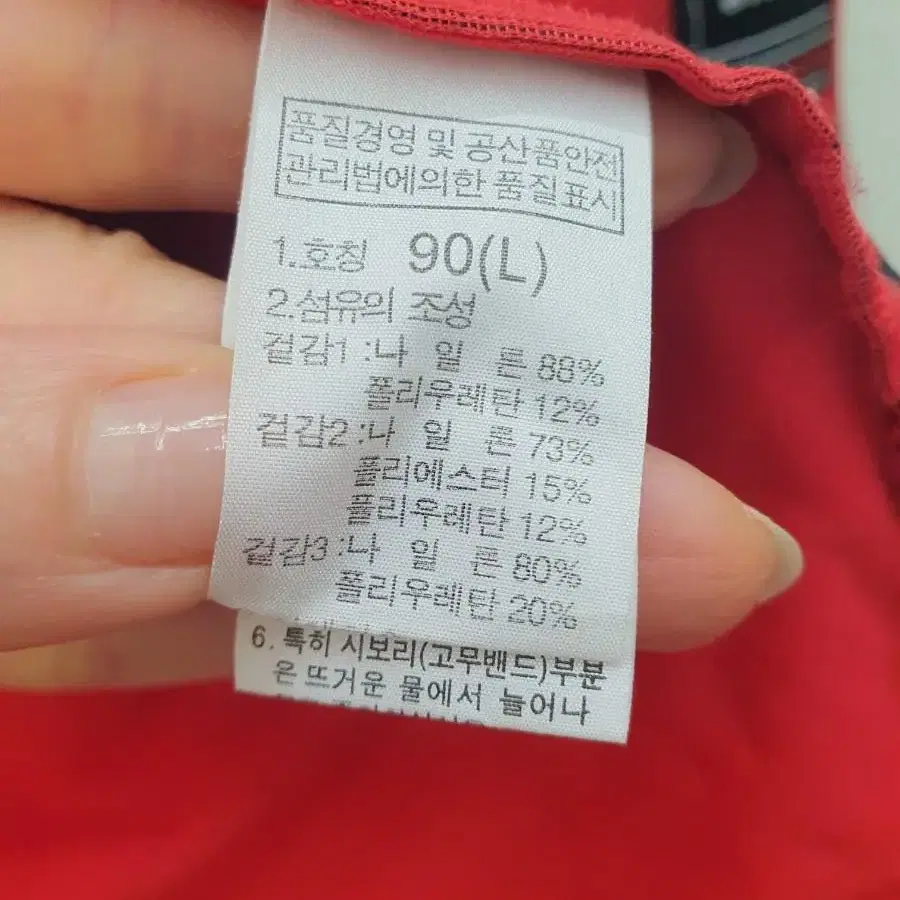 품질경영 및 공산품안전
관리법에의한 품질표시
1.호칭 90(L)
2.섬유의 조성
겉감1 :나 일 론 88%
폴리우레탄 12%
겉감2 :나 일 론 73%
폴리에스터 15%
폴리우레탄 12%
겉감3 :나 일 론 80%
폴리우레탄 20%
6. 특히 시보리(고무밴드)부분
은 뜨거운 물에서 늘어나